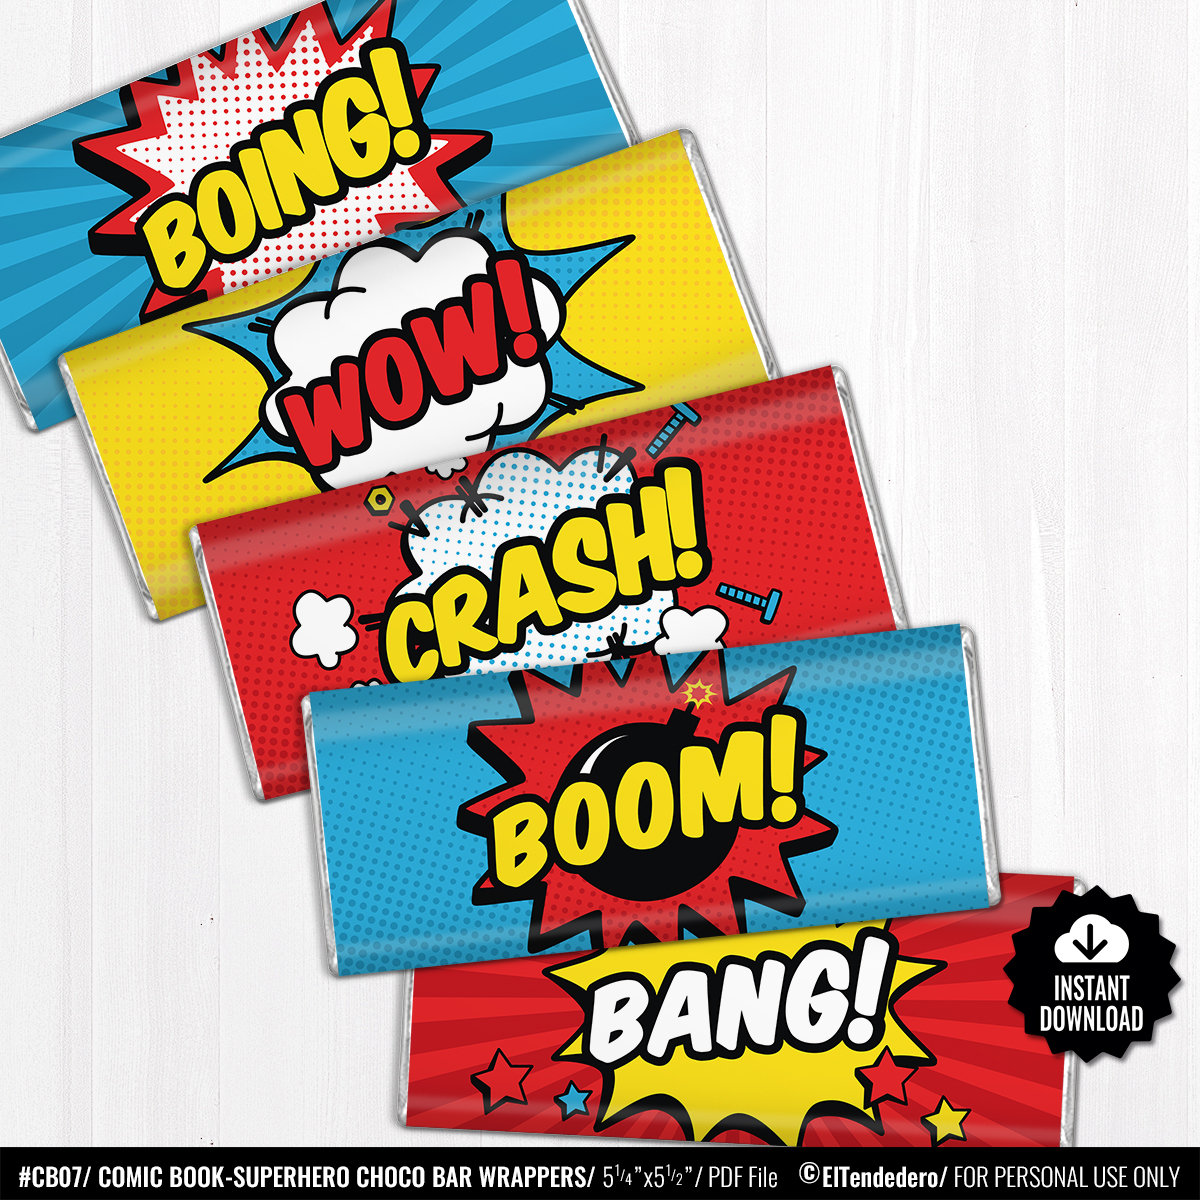 BOING!
WOW!
CRASH!
BOOM!
BANG!
INSTANT
DOWNLOAD
#CB07/ COMIC BOOK-SUPERHERO CHOCO BAR WRAPPERS/ 5¼"x5½"/ PDF File ©ElTendedero/ FOR PERSONAL USE ONLY